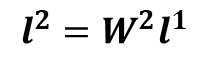 l² = W²l¹